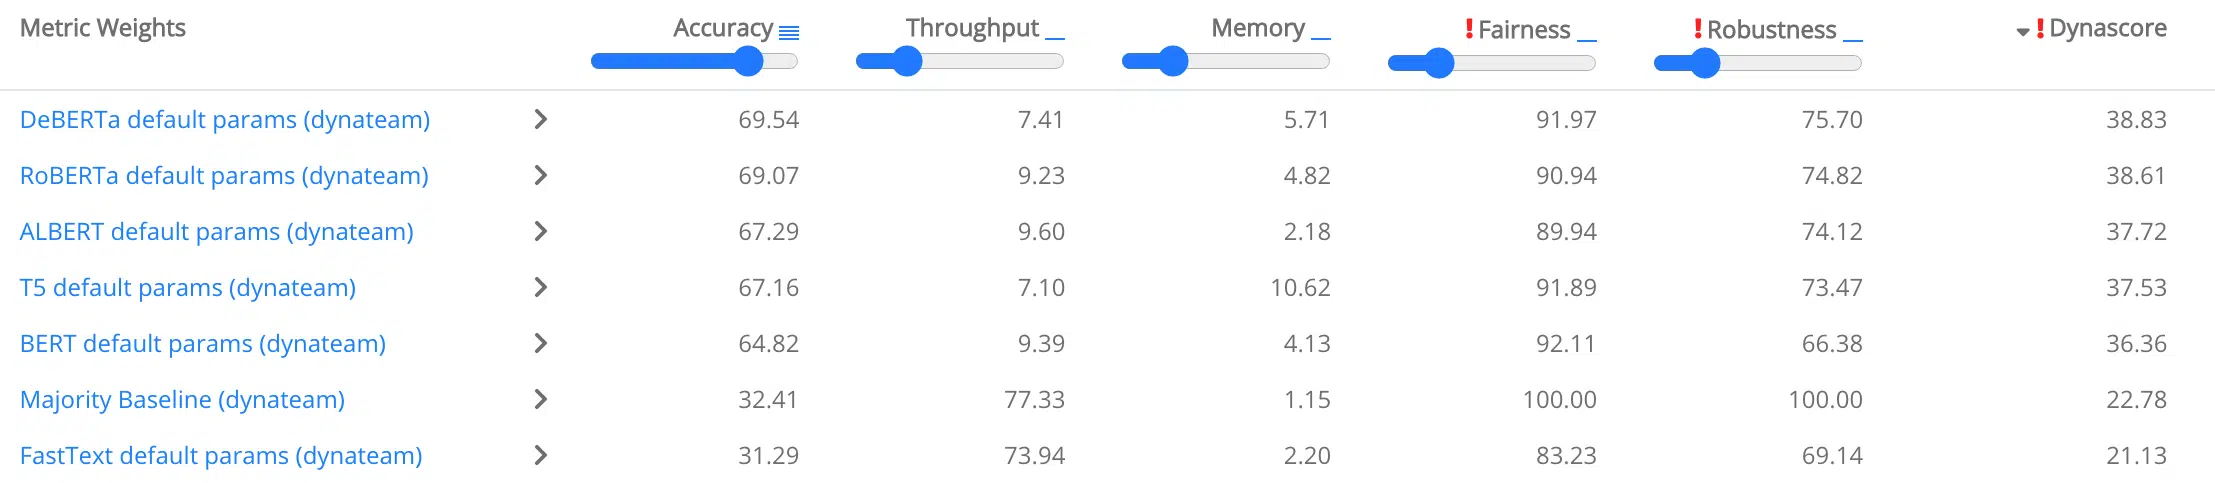 Metric Weights Accuracy Throughput Memory !Fairness !Robustness !Dynascore
DeBERTa default params (dynateam) 69.54 7.41 5.71 91.97 75.70 38.83
RoBERTa default params (dynateam) 69.07 9.23 4.82 90.94 74.82 38.61
ALBERT default params (dynateam) 67.29 9.60 2.18 89.94 74.12 37.72
T5 default params (dynateam) 67.16 7.10 10.62 91.89 73.47 37.53
BERT default params (dynateam) 64.82 9.39 4.13 92.11 66.38 36.36
Majority Baseline (dynateam) 32.41 77.33 1.15 100.00 100.00 22.78
FastText default params (dynateam) 31.29 73.94 2.20 83.23 69.14 21.13